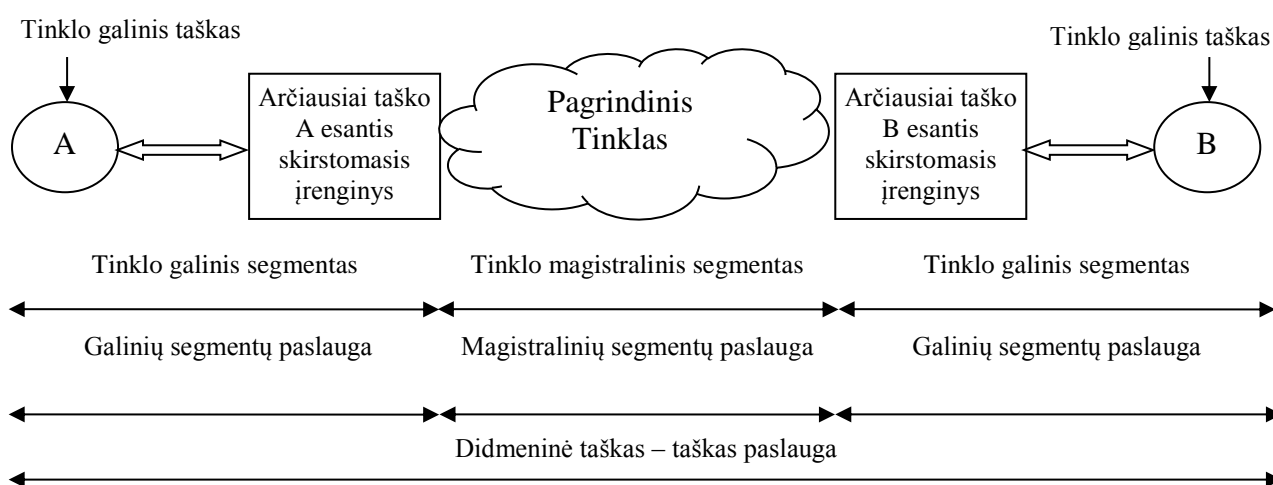 Tinklo galinis taškas
Tinklo galinis taškas
A
Arčiausiai taško
A esantis
skirstomasis
įrenginys
Pagrindinis
Tinklas
Arčiausiai taško
B esantis
skirstomasis
įrenginys
B
Tinklo galinis segmentas
Tinklo magistralinis segmentas
Tinklo galinis segmentas
Galinių segmentų paslauga
Magistralinių segmentų paslauga
Galinių segmentų paslauga
Didmeninė taškas – taškas paslauga